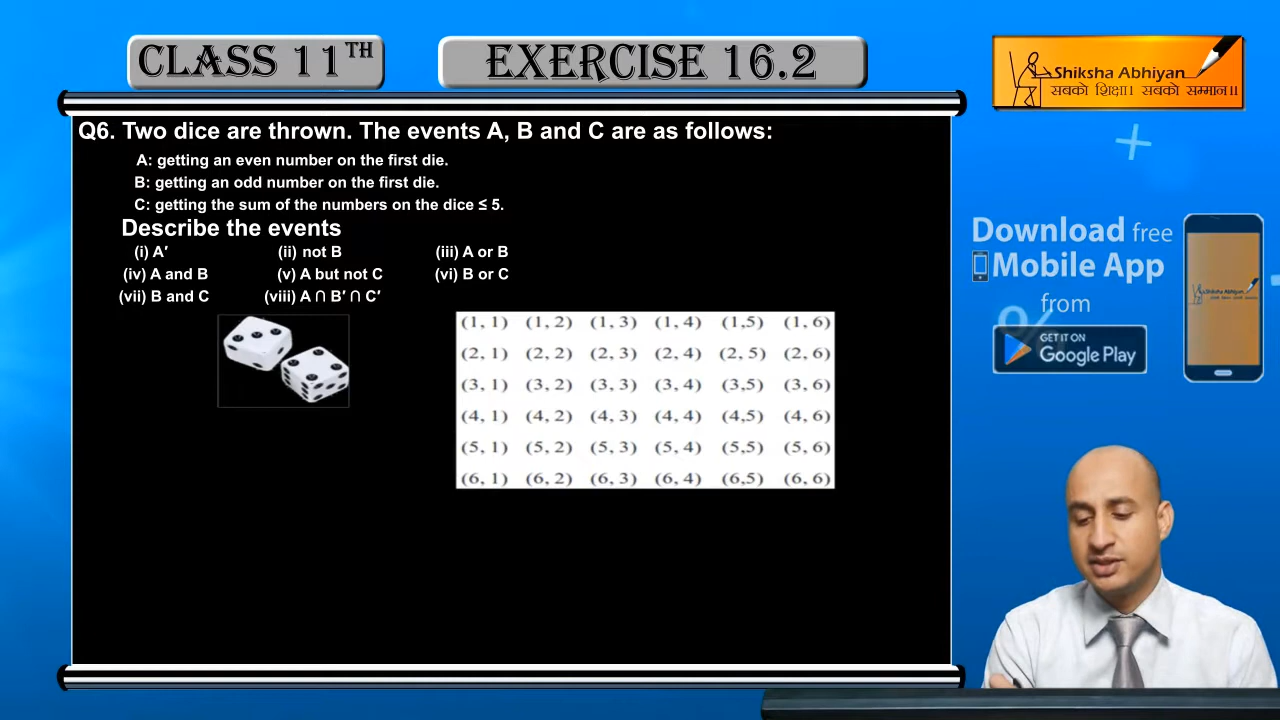 CLASS 11TH
EXERCISE 16.2
Shiksha Abhiyan
सबको शिक्षा। सबको सम्मान॥
Q6. Two dice are thrown. The events A, B and C are as follows:
A: getting an even number on the first die.
B: getting an odd number on the first die.
C: getting the sum of the numbers on the dice ≤ 5.
Describe the events
(i) A′ (ii) not B (iii) A or B
(iv) A and B (v) A but not C (vi) B or C
(vii) B and C (viii) A ∩ B′ ∩ C′
(1, 1) (1, 2) (1, 3) (1, 4) (1,5) (1, 6)
(2, 1) (2, 2) (2, 3) (2, 4) (2, 5) (2, 6)
(3, 1) (3, 2) (3, 3) (3, 4) (3,5) (3, 6)
(4, 1) (4, 2) (4, 3) (4, 4) (4,5) (4, 6)
(5, 1) (5, 2) (5, 3) (5, 4) (5,5) (5, 6)
(6, 1) (6, 2) (6, 3) (6, 4) (6,5) (6, 6)
Download free
Mobile App
from
GET IT ON
Google Play